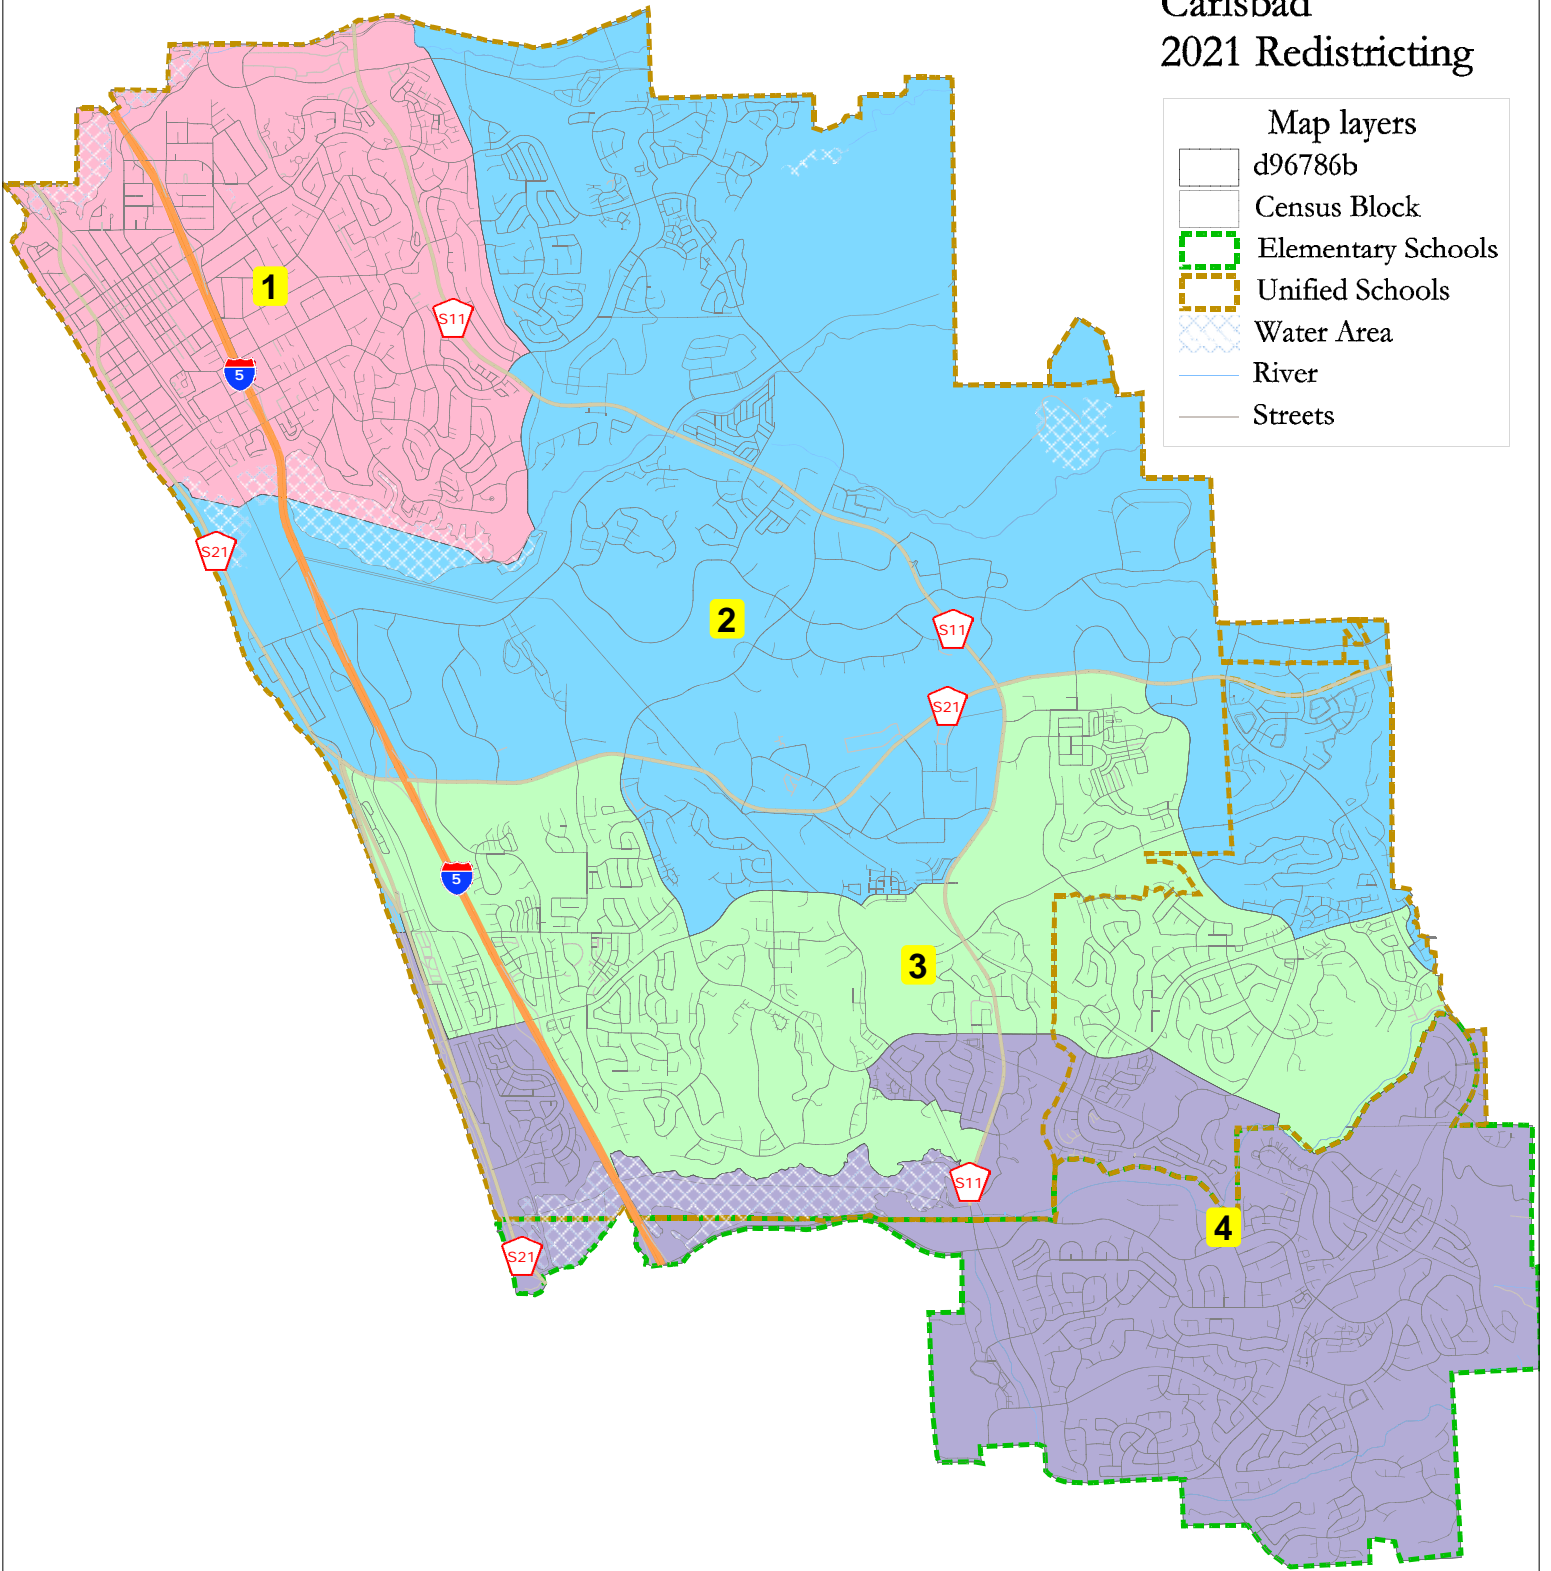 Carlsbad
2021 Redistricting
Map layers
d96786b
Census Block
Elementary Schools
Unified Schools
Water Area
River
Streets
1
S11
5
S21
2
S11
S21
5
3
S11
4
S21